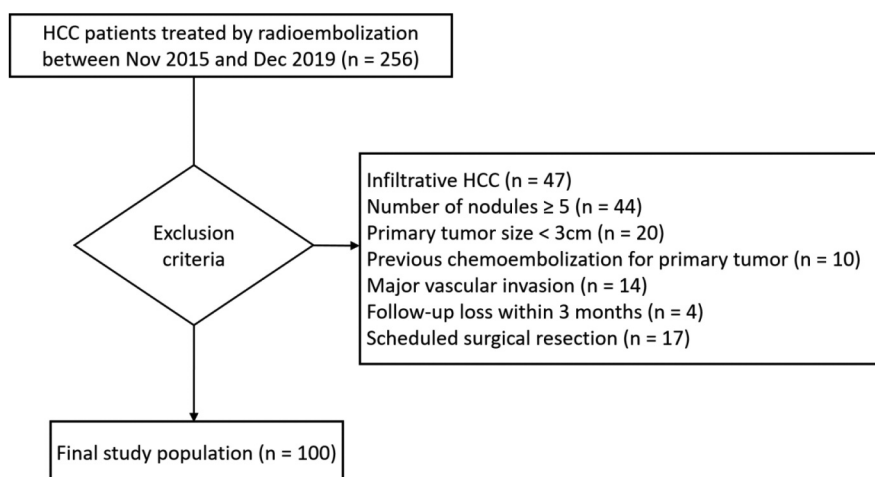 HCC patients treated by radioembolization
between Nov 2015 and Dec 2019 (n = 256)
Exclusion
criteria
Infiltrative HCC (n = 47)
Number of nodules ≥ 5 (n = 44)
Primary tumor size < 3cm (n = 20)
Previous chemoembolization for primary tumor (n = 10)
Major vascular invasion (n = 14)
Follow-up loss within 3 months (n = 4)
Scheduled surgical resection (n = 17)
Final study population (n = 100)